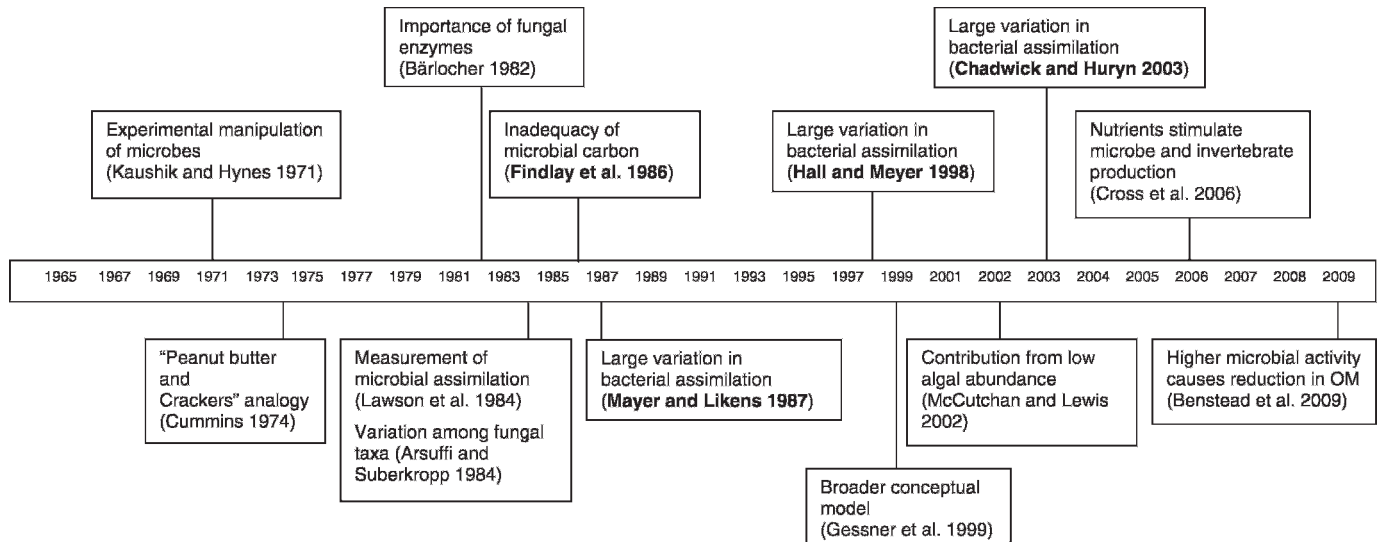 Importance of fungal
enzymes
(Bärlocher 1982)
Large variation in
bacterial assimilation
(Chadwick and Huryn 2003)
Experimental manipulation
of microbes
(Kaushik and Hynes 1971)
Inadequacy of
microbial carbon
(Findlay et al. 1986)
Large variation in
bacterial assimilation
(Hall and Meyer 1998)
Nutrients stimulate
microbe and invertebrate
production
(Cross et al. 2006)
1965 1967 1969 1971 1973 1975 1977 1979 1981 1983 1985 1987 1989 1991 1993 1995 1997 1999 2001 2002 2003 2004 2005 2006 2007 2008 2009
“Peanut butter
and
Crackers” analogy
(Cummins 1974)
Measurement of
microbial assimilation
(Lawson et al. 1984)
Variation among fungal
taxa (Arsuffi and
Suberkropp 1984)
Large variation in
bacterial assimilation
(Mayer and Likens 1987)
Broader conceptual
model
(Gessner et al. 1999)
Contribution from low
algal abundance
(McCutchan and Lewis
2002)
Higher microbial activity
causes reduction in OM
(Benstead et al. 2009)